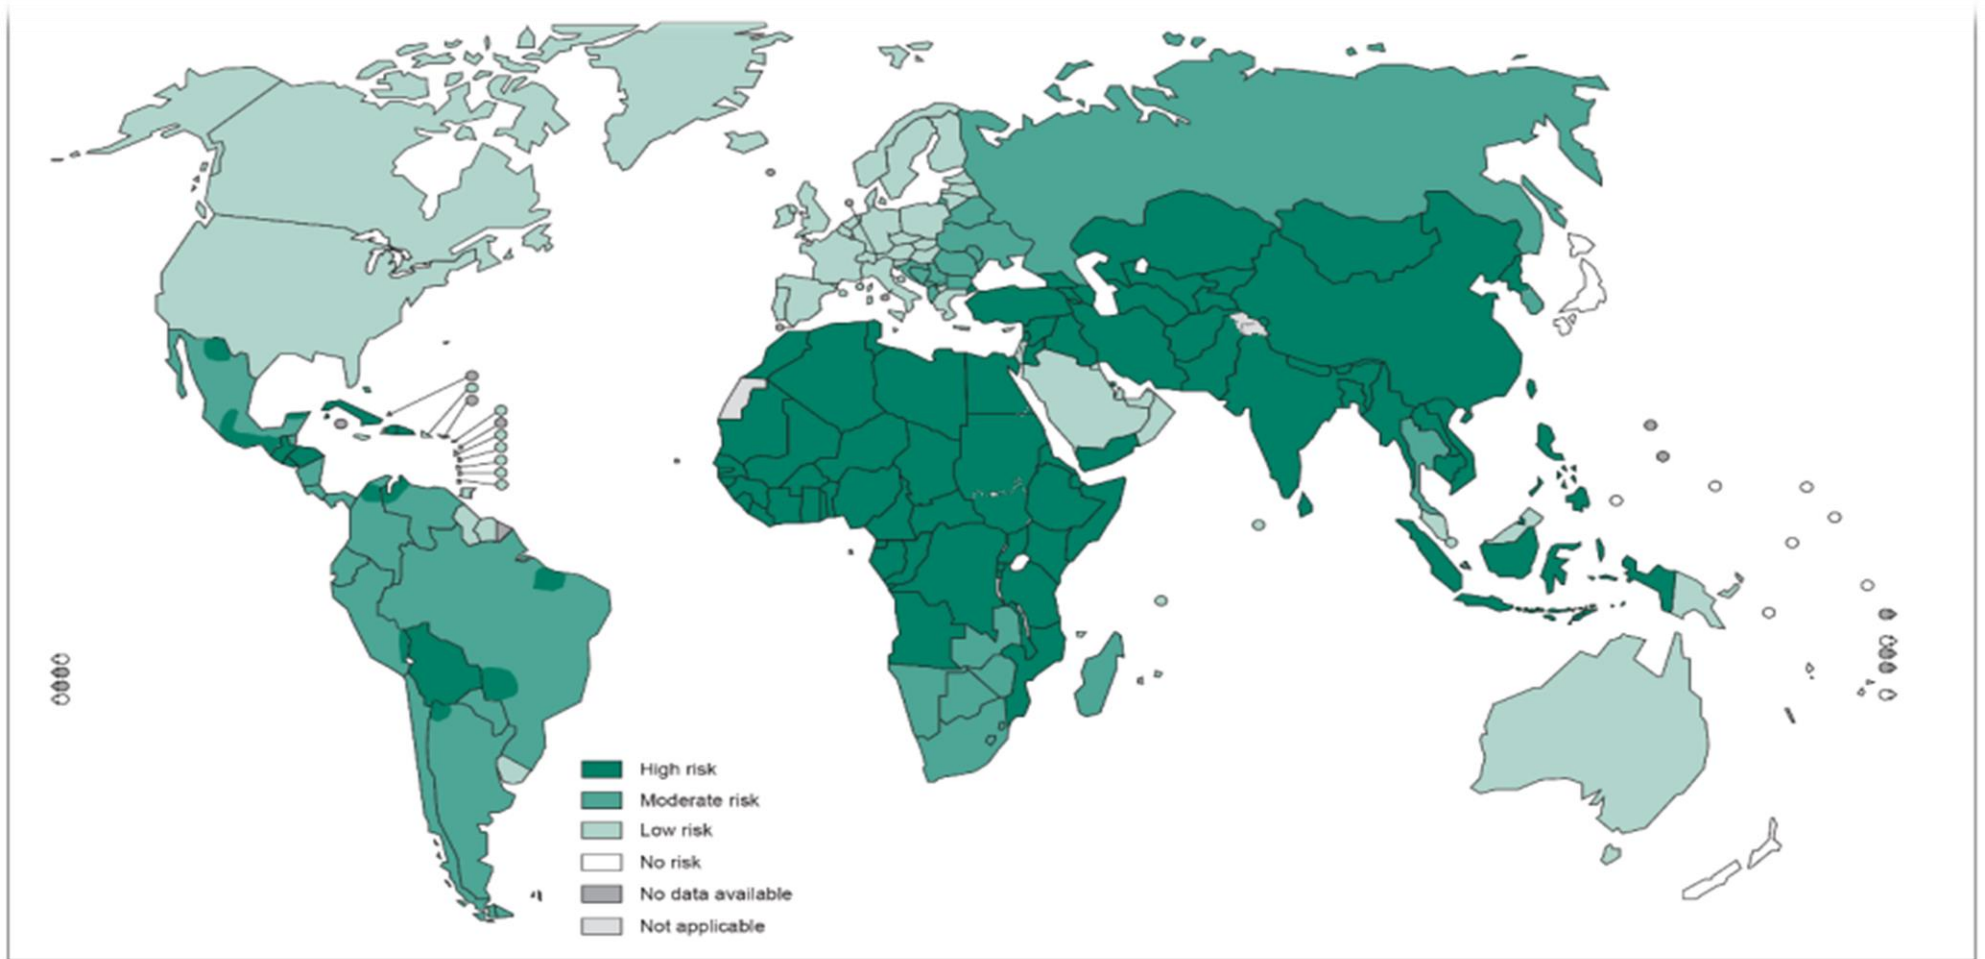 High risk
Moderate risk
Low risk
No risk
No data available
Not applicable